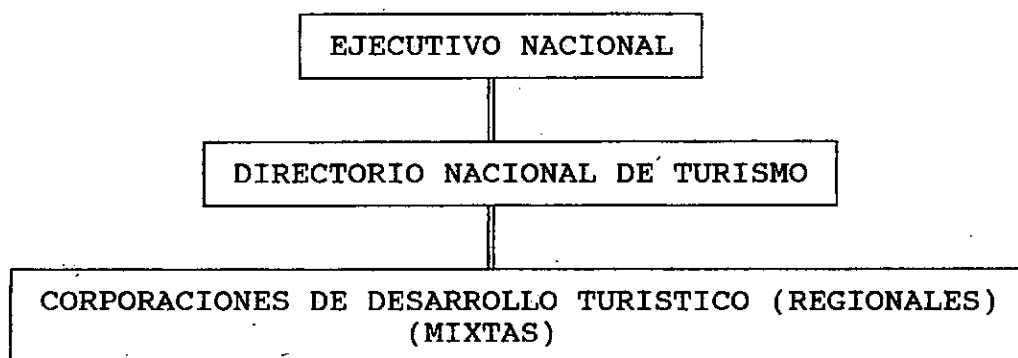 EJECUTIVO NACIONAL
DIRECTORIO NACIONAL DE TURISMO
CORPORACIONES DE DESARROLLO TURISTICO (REGIONALES)
(MIXTAS)